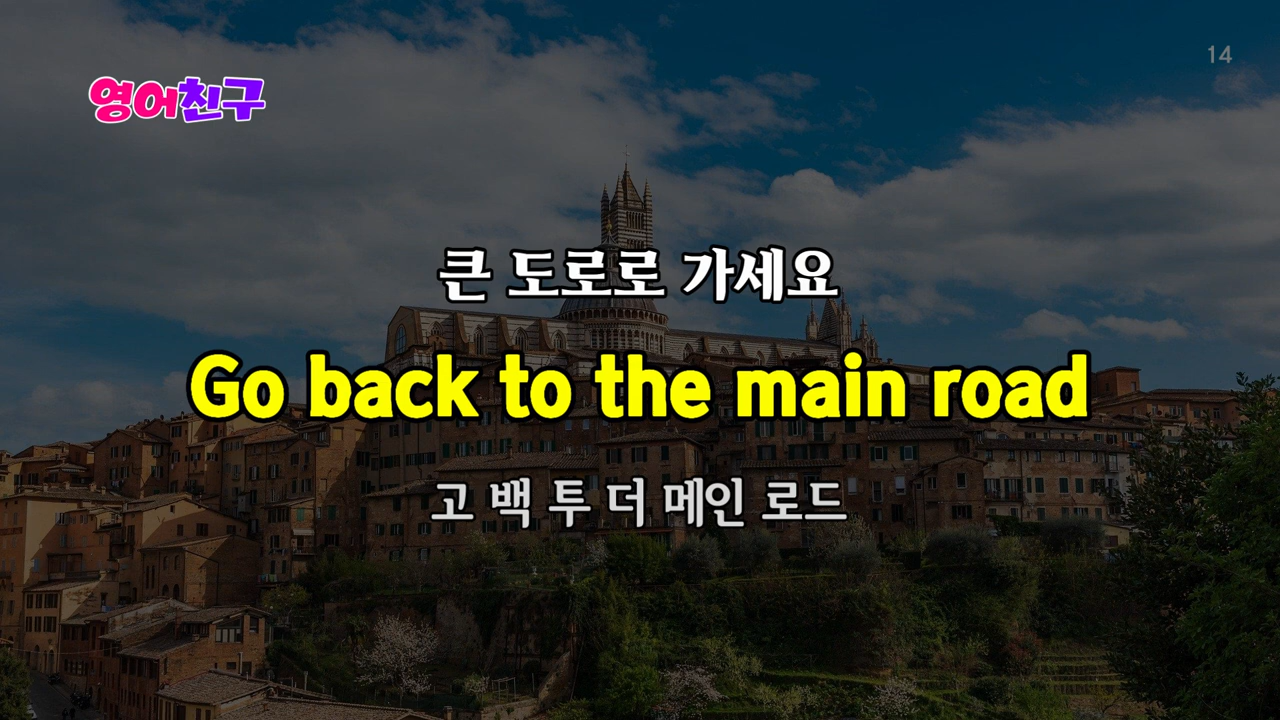 14
영어친구
큰 도로로 가세요
Go back to the main road
고 백 투 더 메인 로드